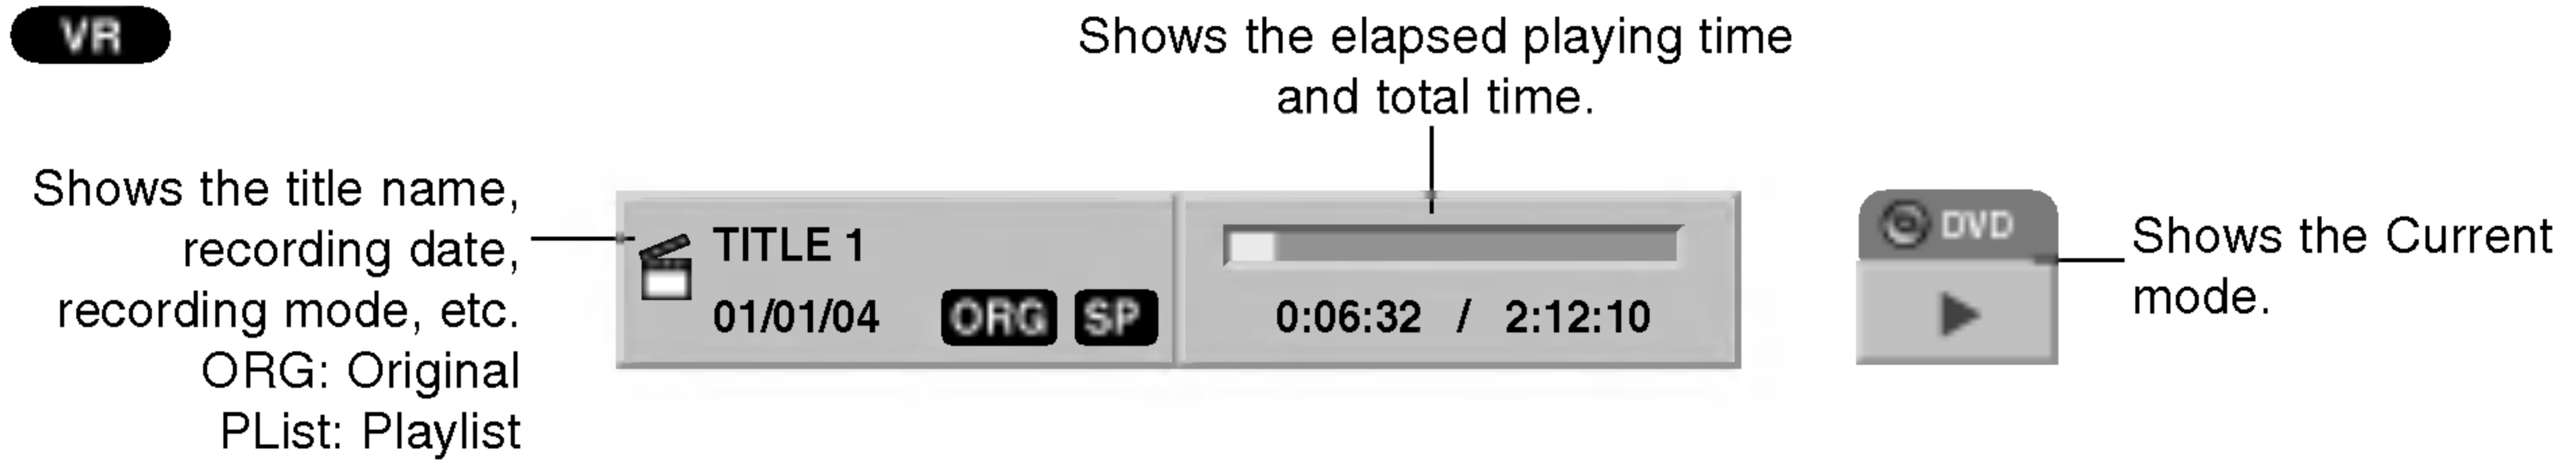 VR
Shows the elapsed playing time
and total time.
Shows the title name,
recording date,
recording mode, etc.
ORG: Original
PList: Playlist
TITLE 1
01/01/04 ORG SP
0:06:32 / 2:12:10
DVD
Shows the Current
mode.